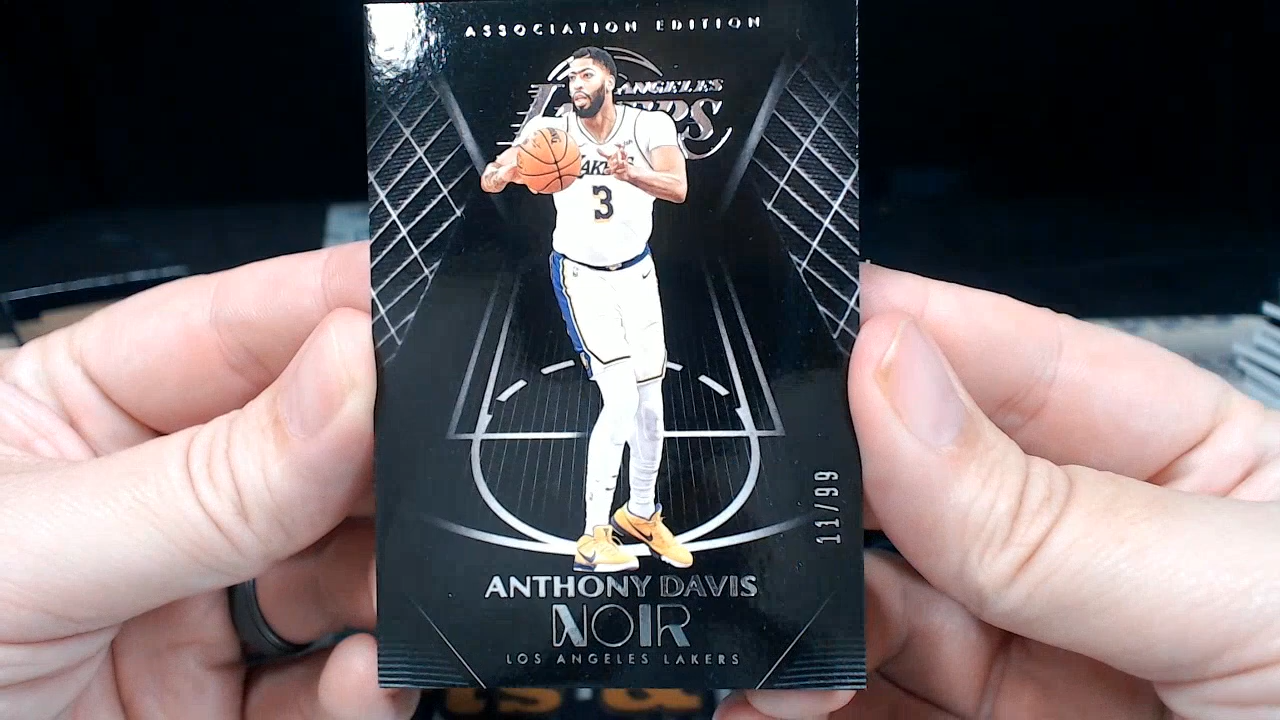 ASSOCIATION EDITION
LOS ANGELES
LAKERS
LAKERS
3
11/99
ANTHONY DAVIS
NOIR
LOS ANGELES LAKERS